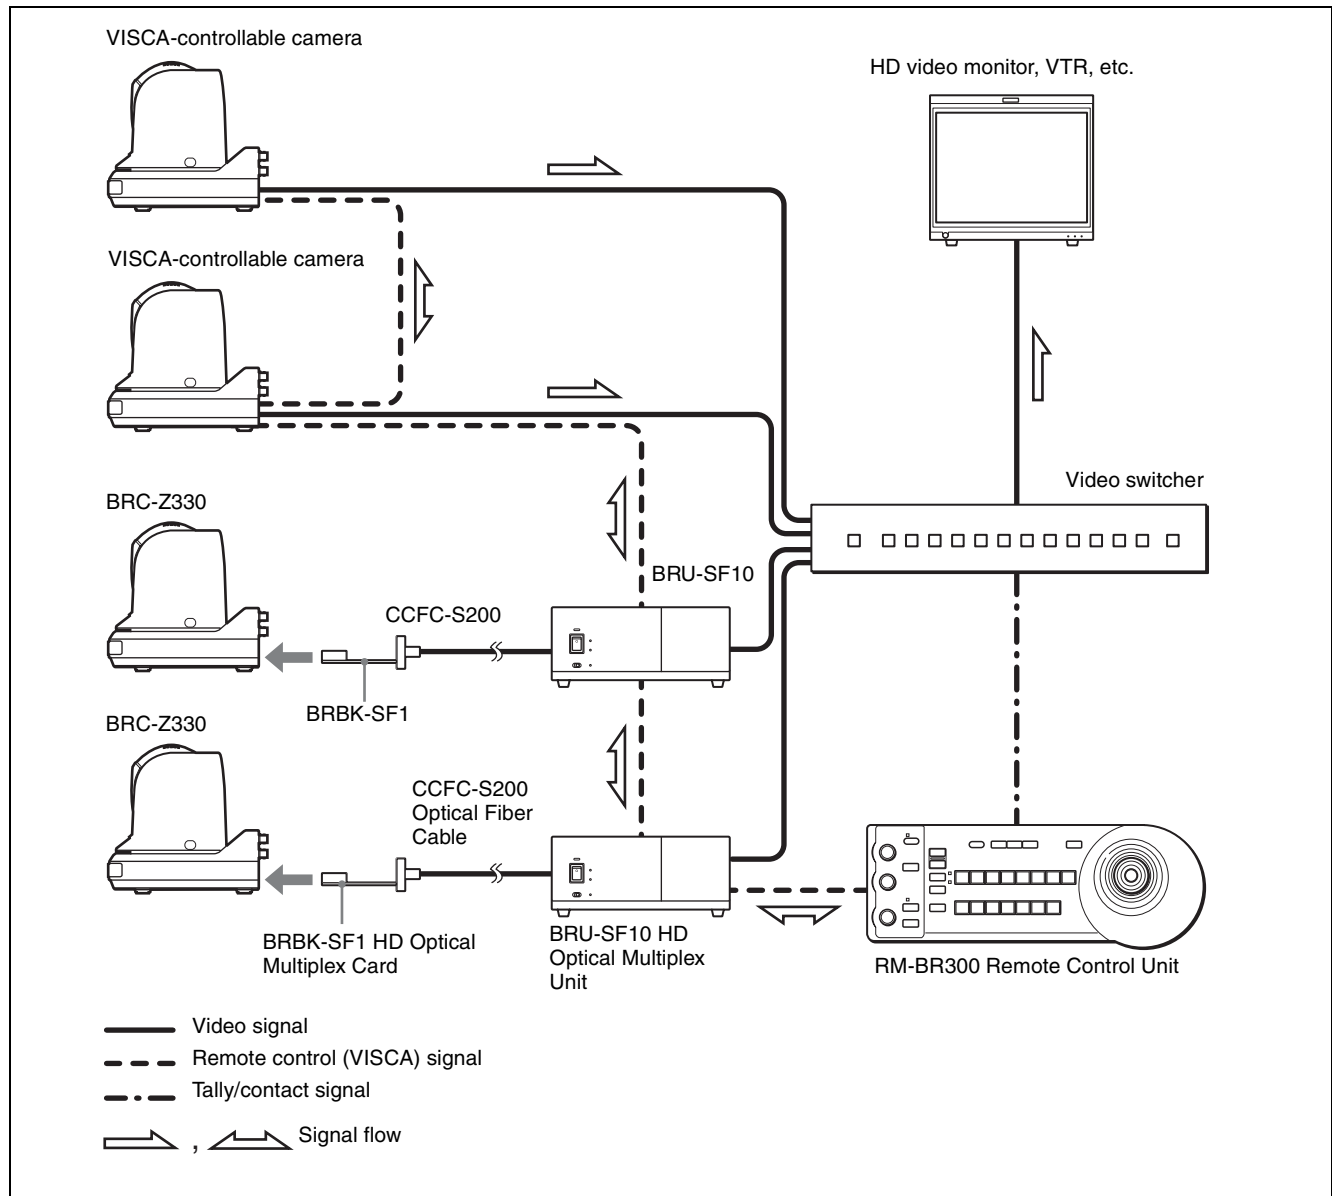 VISCA-controllable camera
HD video monitor, VTR, etc.
VISCA-controllable camera
Video switcher
BRC-Z330
BRU-SF10
CCFC-S200
BRBK-SF1
BRC-Z330
CCFC-S200
Optical Fiber
Cable
BRBK-SF1 HD Optical
Multiplex Card
BRU-SF10 HD
Optical Multiplex
Unit
RM-BR300 Remote Control Unit
Video signal
Remote control (VISCA) signal
Tally/contact signal
, Signal flow